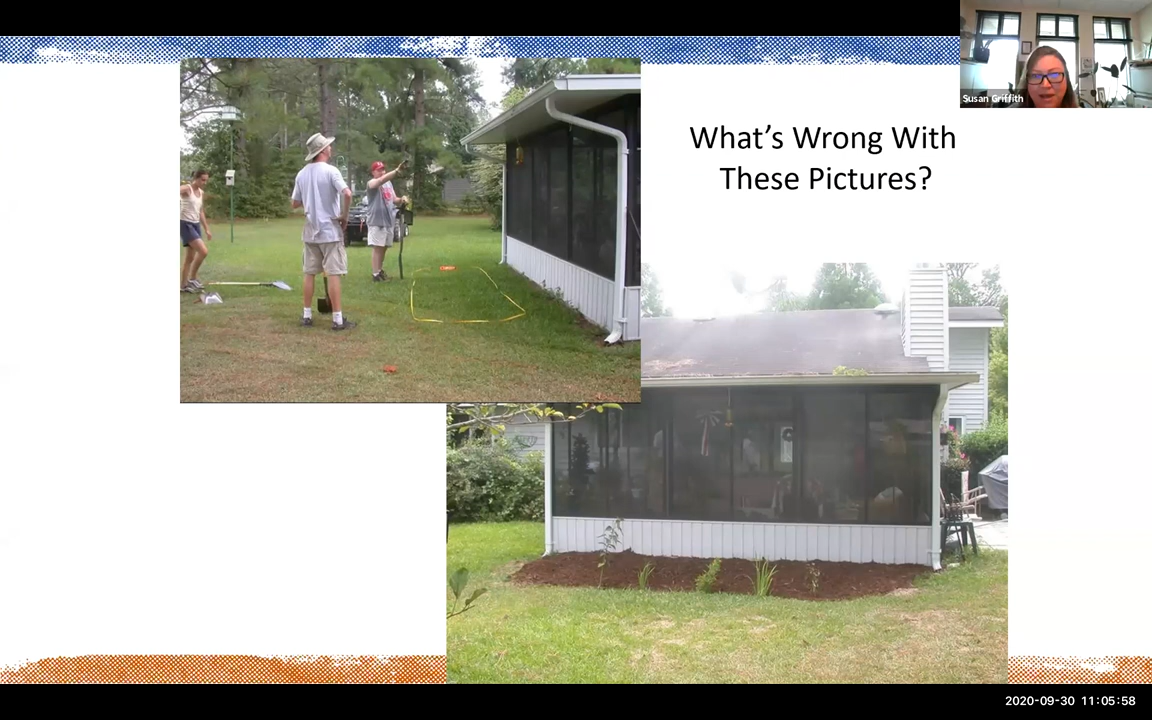 Susan Griffith
What's Wrong With
These Pictures?
2020-09-30 11:05:58